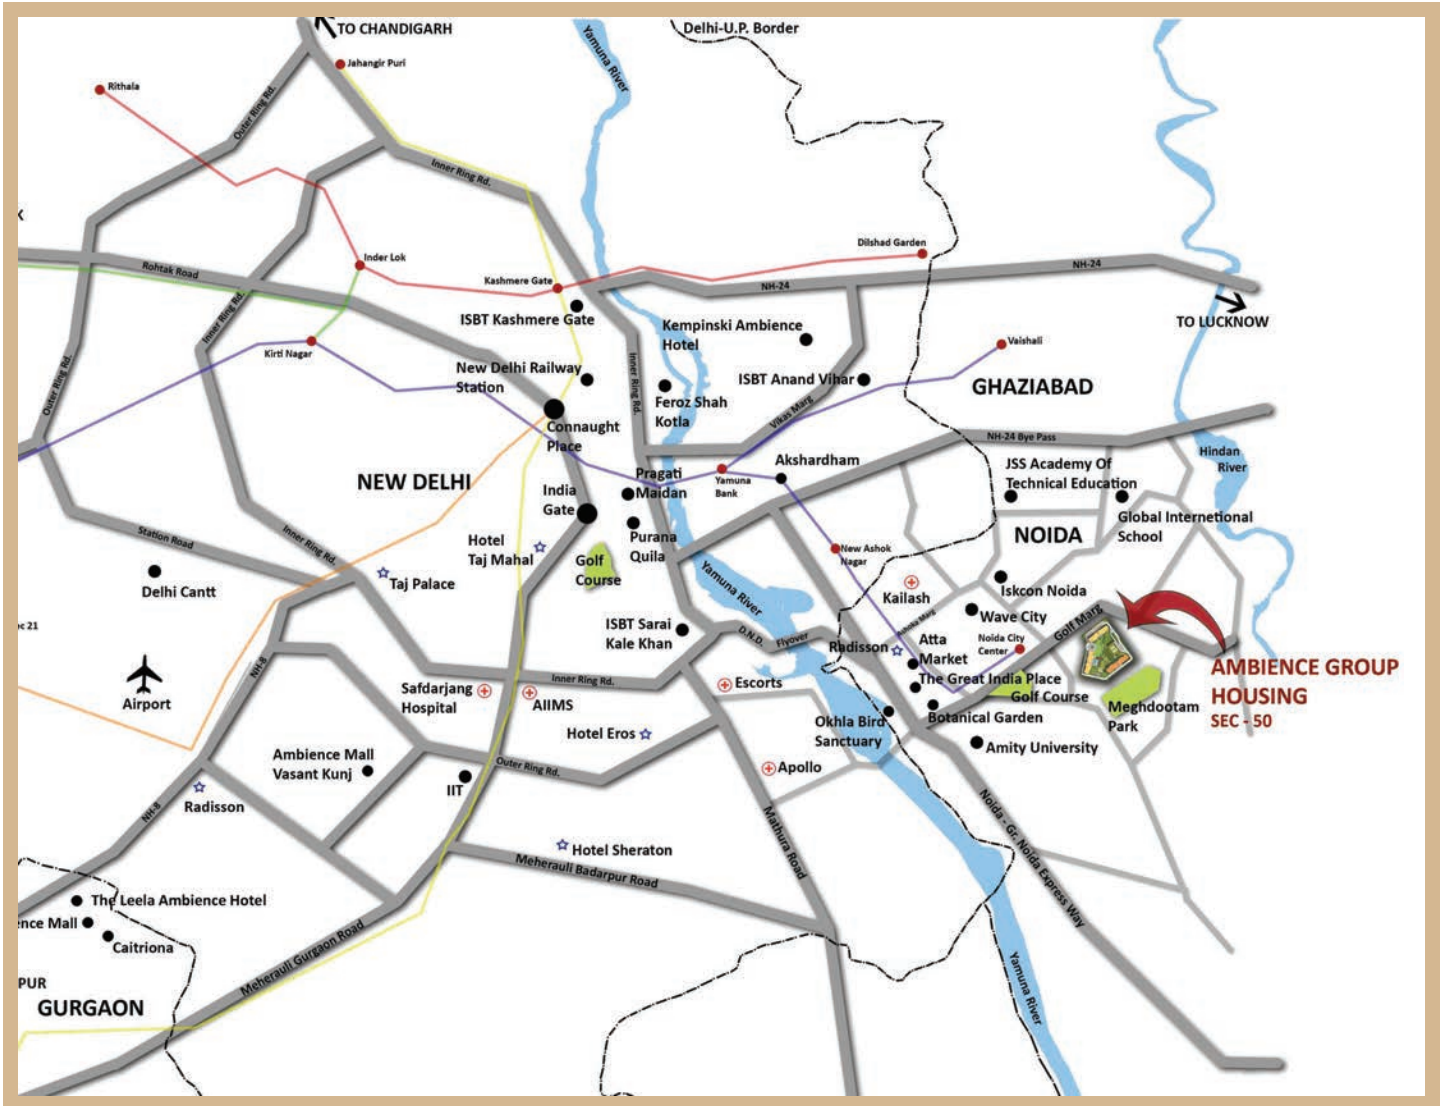 TO CHANDIGARH
Delhi-U.P. Border
Yamuna River
Jahangir Puri
Rithala
Outer Ring Rd.
Inner Ring Rd.
K
Dilshad Garden
Inder Lok
Rohtak Road
NH-24
Kashmere Gate
NH-24
Inner Ring Rd.
ISBT Kashmere Gate
TO LUCKNOW
Kempinski Ambience
Hotel
Kirti Nagar
Vaishali
New Delhi Railway
Station
Inner Ring Rd.
ISBT Anand Vihar
GHAZIABAD
Outer Ring Rd.
Feroz Shah
Kotla
Vikas Marg
Connaught
Place
NH-24 Bye Pass
Hindan
River
Akshardham
JSS Academy Of
Technical Education
NEW DELHI
Pragati
Maidan
Yamuna
Bank
India
Gate
Global Internetional
School
NOIDA
Station Road
Inner Ring Rd.
Hotel
Taj Mahal
Purana
Quila
New Ashok
Nagar
Golf
Course
Delhi Cantt
Taj Palace
Yamuna River
Kailash
Iskcon Noida
Wave City
ec 21
ISBT Sarai
Kale Khan
D.N.D. Flyover
Ashoka Marg
Golf Marg
Radisson
Atta
Market
Noida City
Center
NH-8
AMBIENCE GROUP
HOUSING
SEC - 50
Inner Ring Rd.
Escorts
The Great India Place
Safdarjang
Hospital
AIIMS
Golf Course
Meghdootam
Park
Airport
Botanical Garden
Okhla Bird
Sanctuary
Hotel Eros
Amity University
Ambience Mall
Vasant Kunj
Outer Ring Rd.
Apollo
IIT
Radisson
NH-8
Mathura Road
Noida - Gr. Noida Express Way
Hotel Sheraton
Meherauli Badarpur Road
The Leela Ambience Hotel
ence Mall
Caitriona
Meherauli Gurgaon Road
PUR
GURGAON
Yamuna River